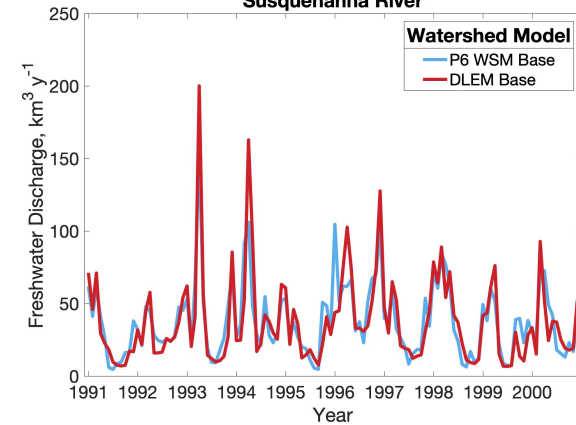 Susquehanna River
250
200
150
100
50
0
Freshwater Discharge, km³ y⁻¹
Watershed Model
P6 WSM Base
DLEM Base
1991 1992 1993 1994 1995 1996 1997 1998 1999 2000
Year